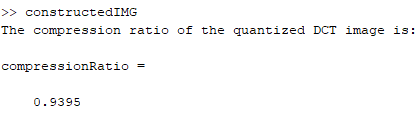 >> constructedIMG
The compression ratio of the quantized DCT image is:
compressionRatio =
0.9395